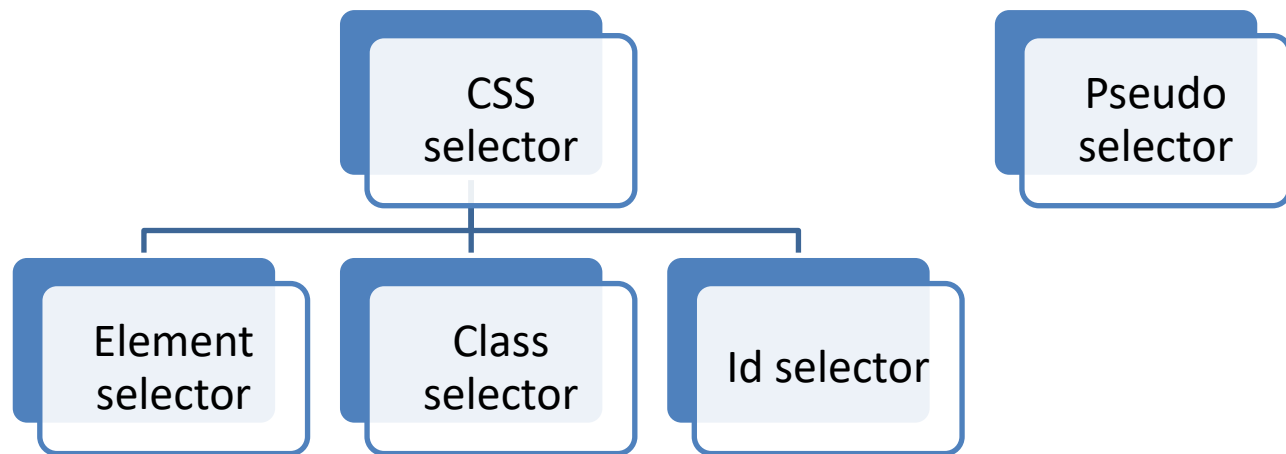 CSS
selector
Pseudo
selector
Element
selector
Class
selector
Id selector